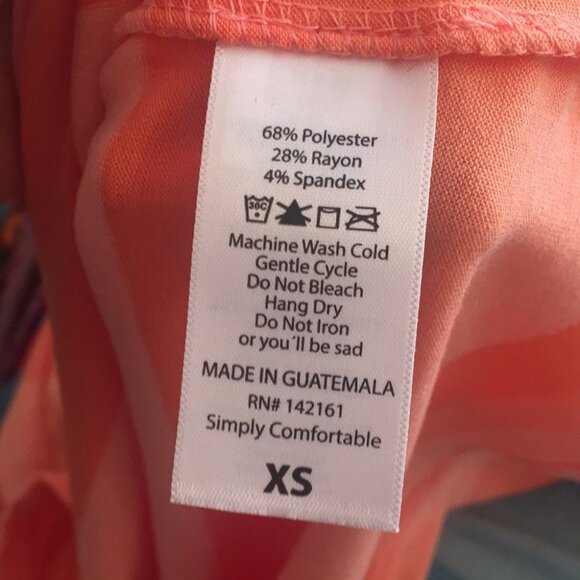 68% Polyester
28% Rayon
4% Spandex
30C
Machine Wash Cold
Gentle Cycle
Do Not Bleach
Hang Dry
Do Not Iron
or you'll be sad
MADE IN GUATEMALA
RN# 142161
Simply Comfortable
XS